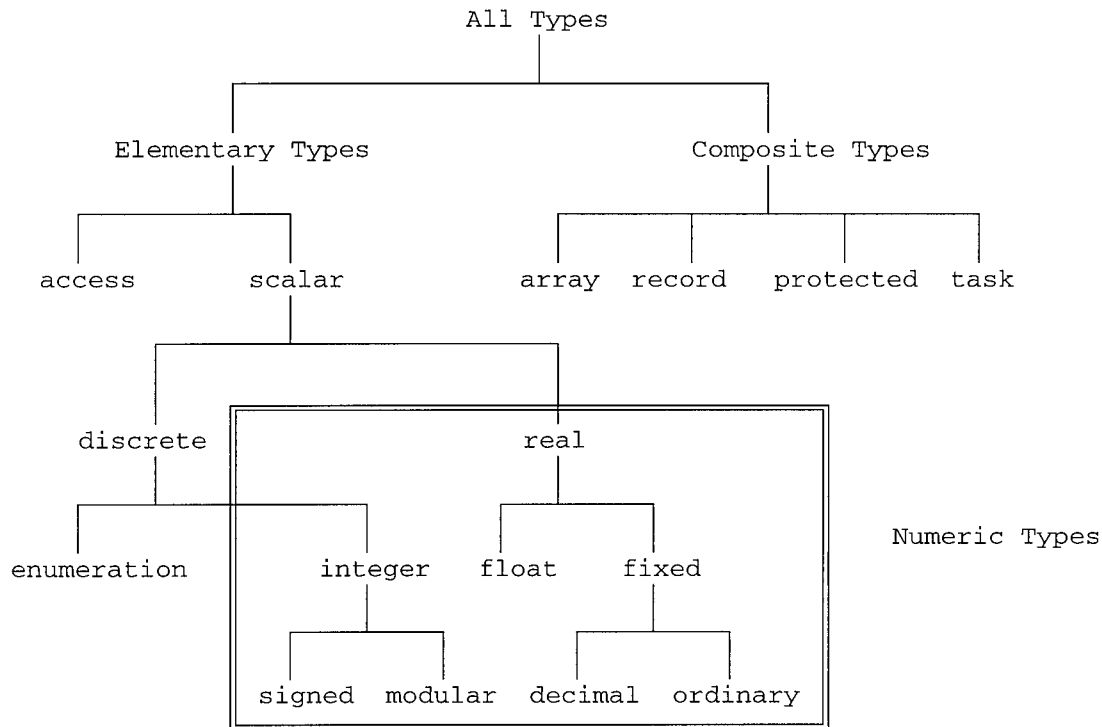 All Types
Elementary Types Composite Types
access scalar array record protected task
discrete real
Numeric Types
enumeration integer float fixed
signed modular decimal ordinary